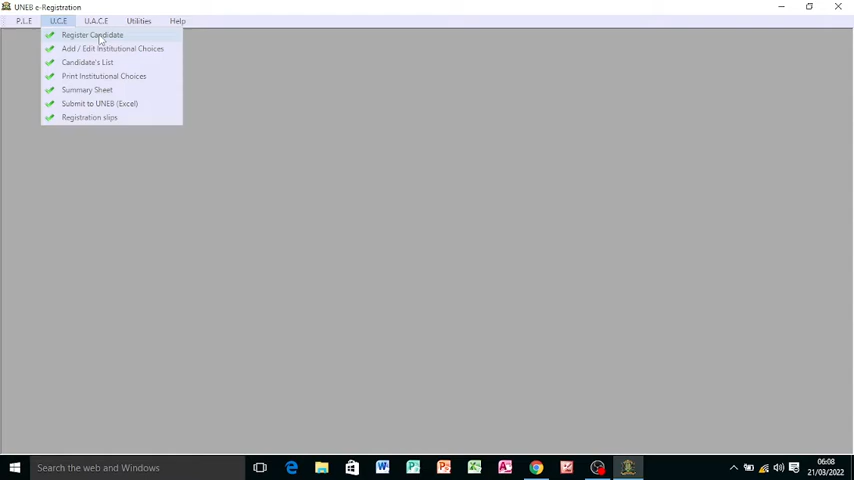 UNEB e-Registration
P.L.E U.C.E U.A.C.E Utilities Help
Register Candidate
Add / Edit Institutional Choices
Candidate's List
Print Institutional Choices
Summary Sheet
Submit to UNEB (Excel)
Registration slips
Search the web and Windows
06:08
21/03/2022